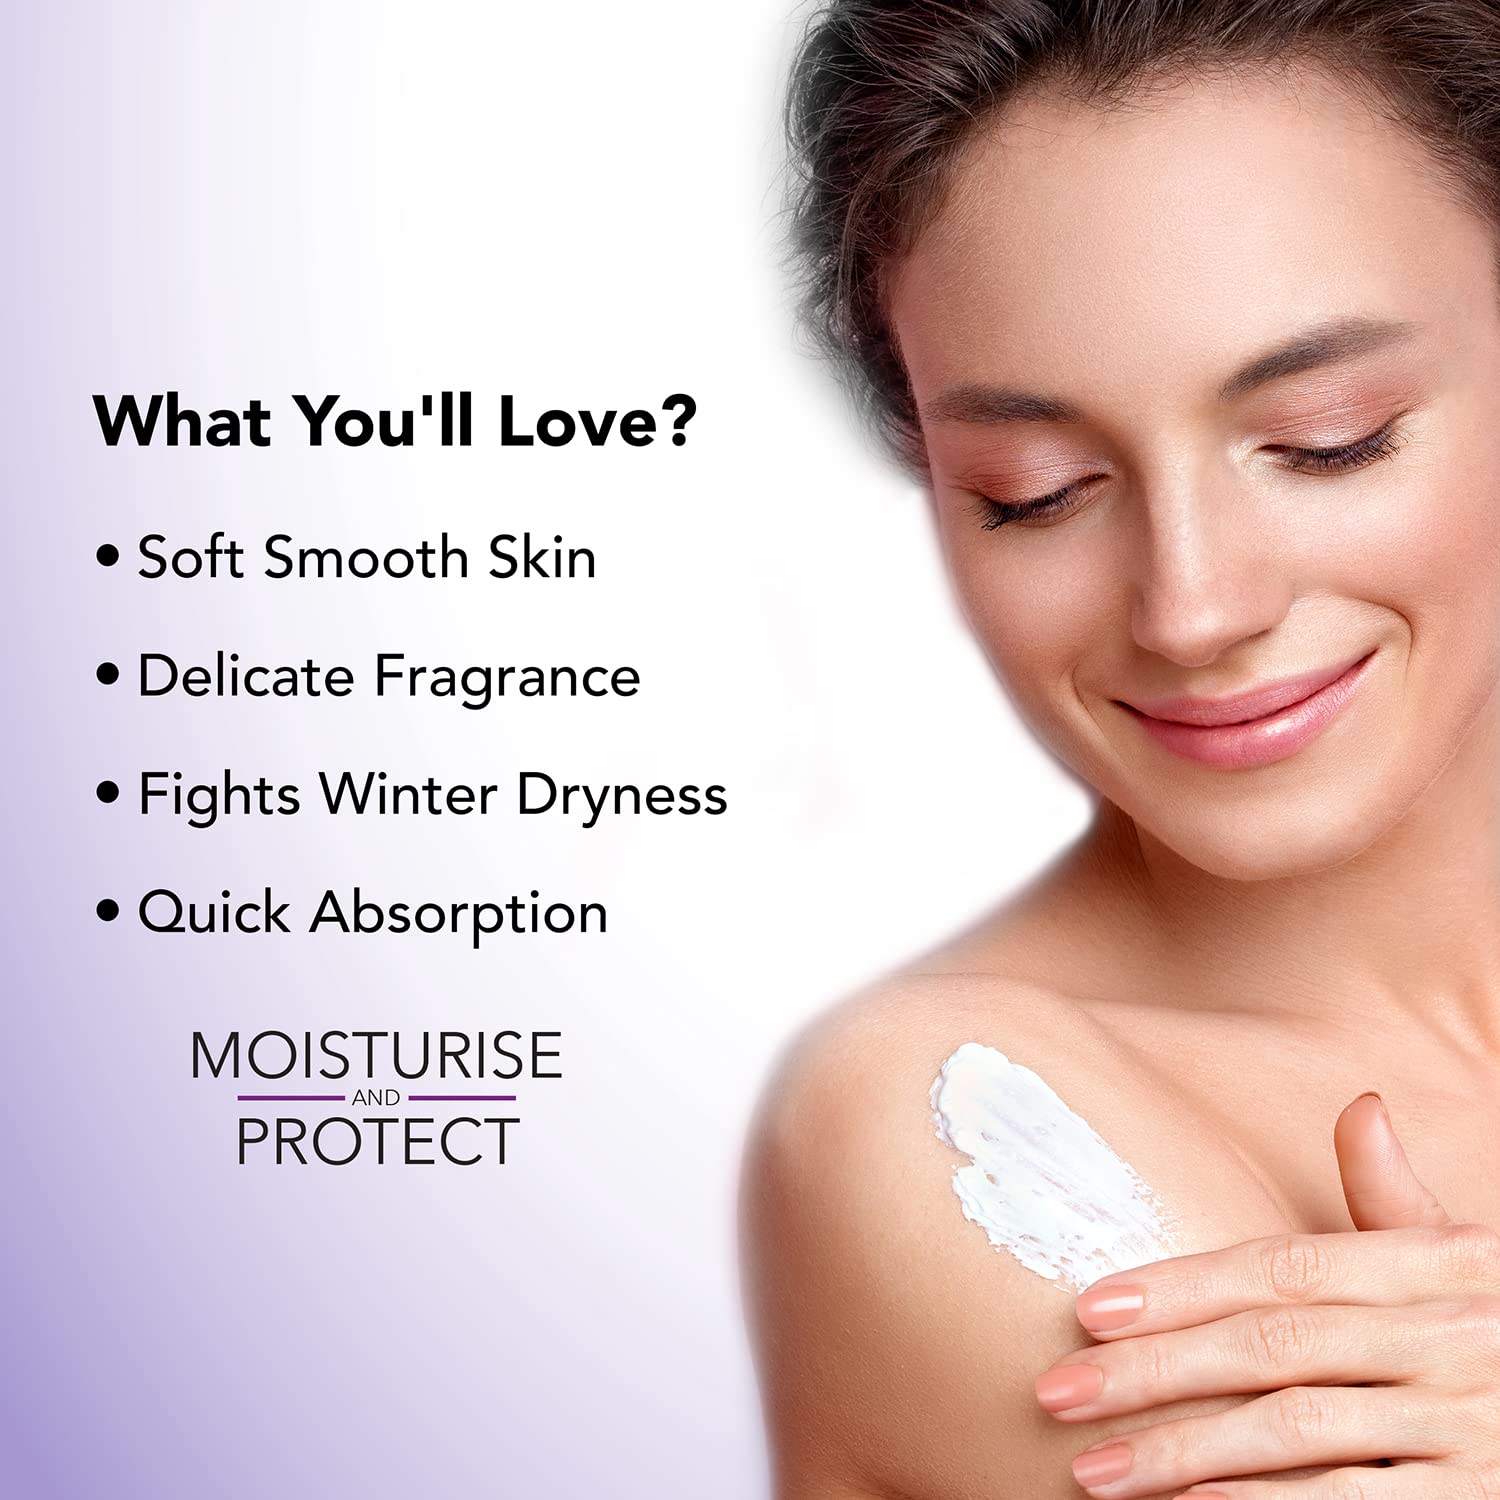 What You'll Love?
• Soft Smooth Skin
• Delicate Fragrance
• Fights Winter Dryness
• Quick Absorption
MOISTURISE
AND
PROTECT